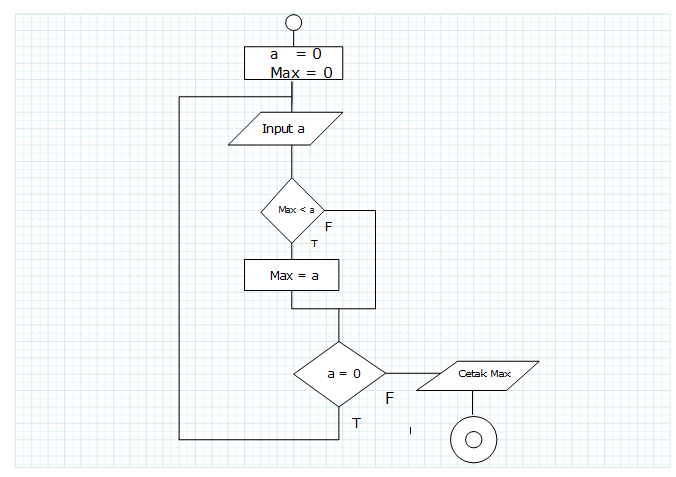 a = 0
Max = 0
Input a
Max < a
F
T
Max = a
a = 0
Cetak Max
F
T
I